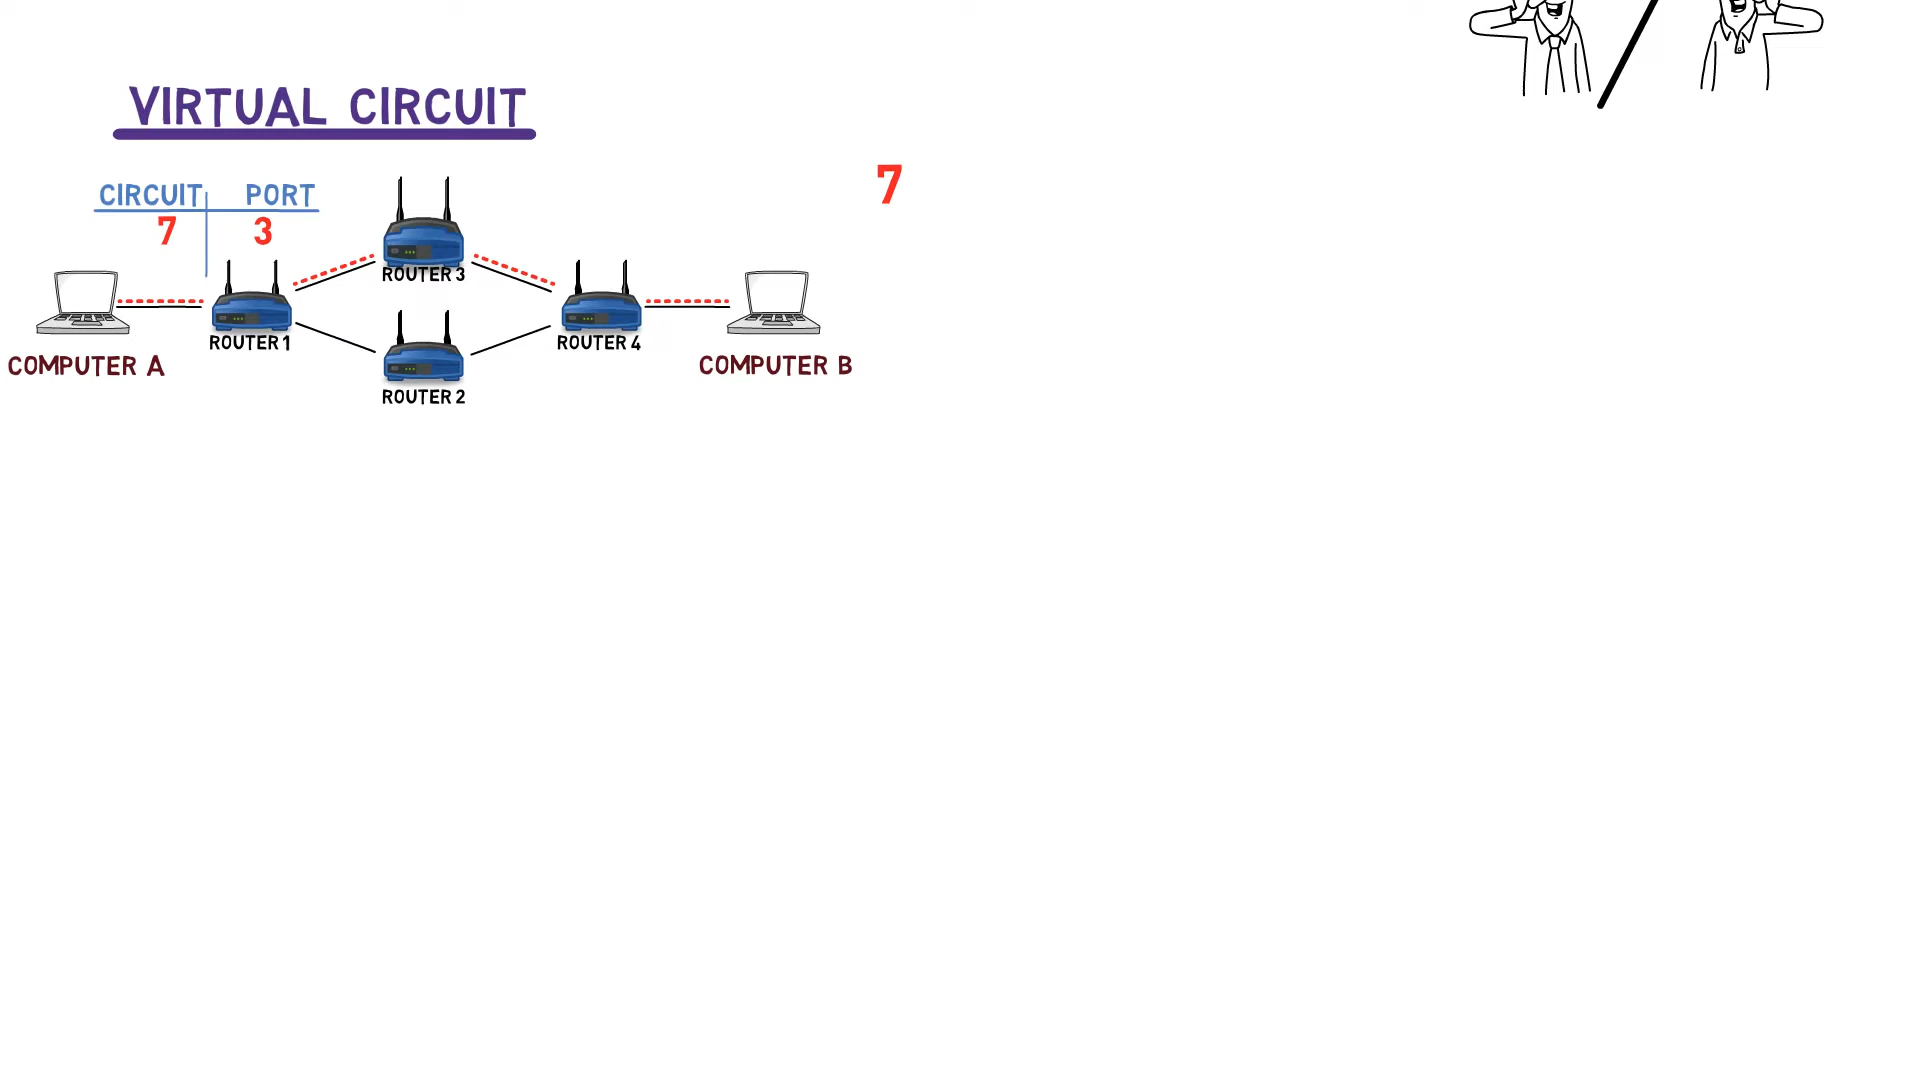 VIRTUAL CIRCUIT
7
CIRCUIT PORT
7 3
ROUTER 3
ROUTER 1
ROUTER 4
COMPUTER A
COMPUTER B
ROUTER 2